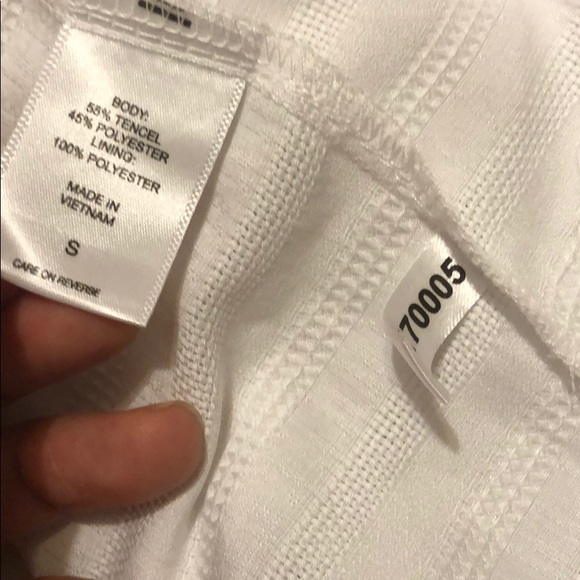 BODY:
55% TENCEL
45% POLYESTER
LINING:
100% POLYESTER
MADE IN
VIETNAM
S
CARE ON REVERSE
70005